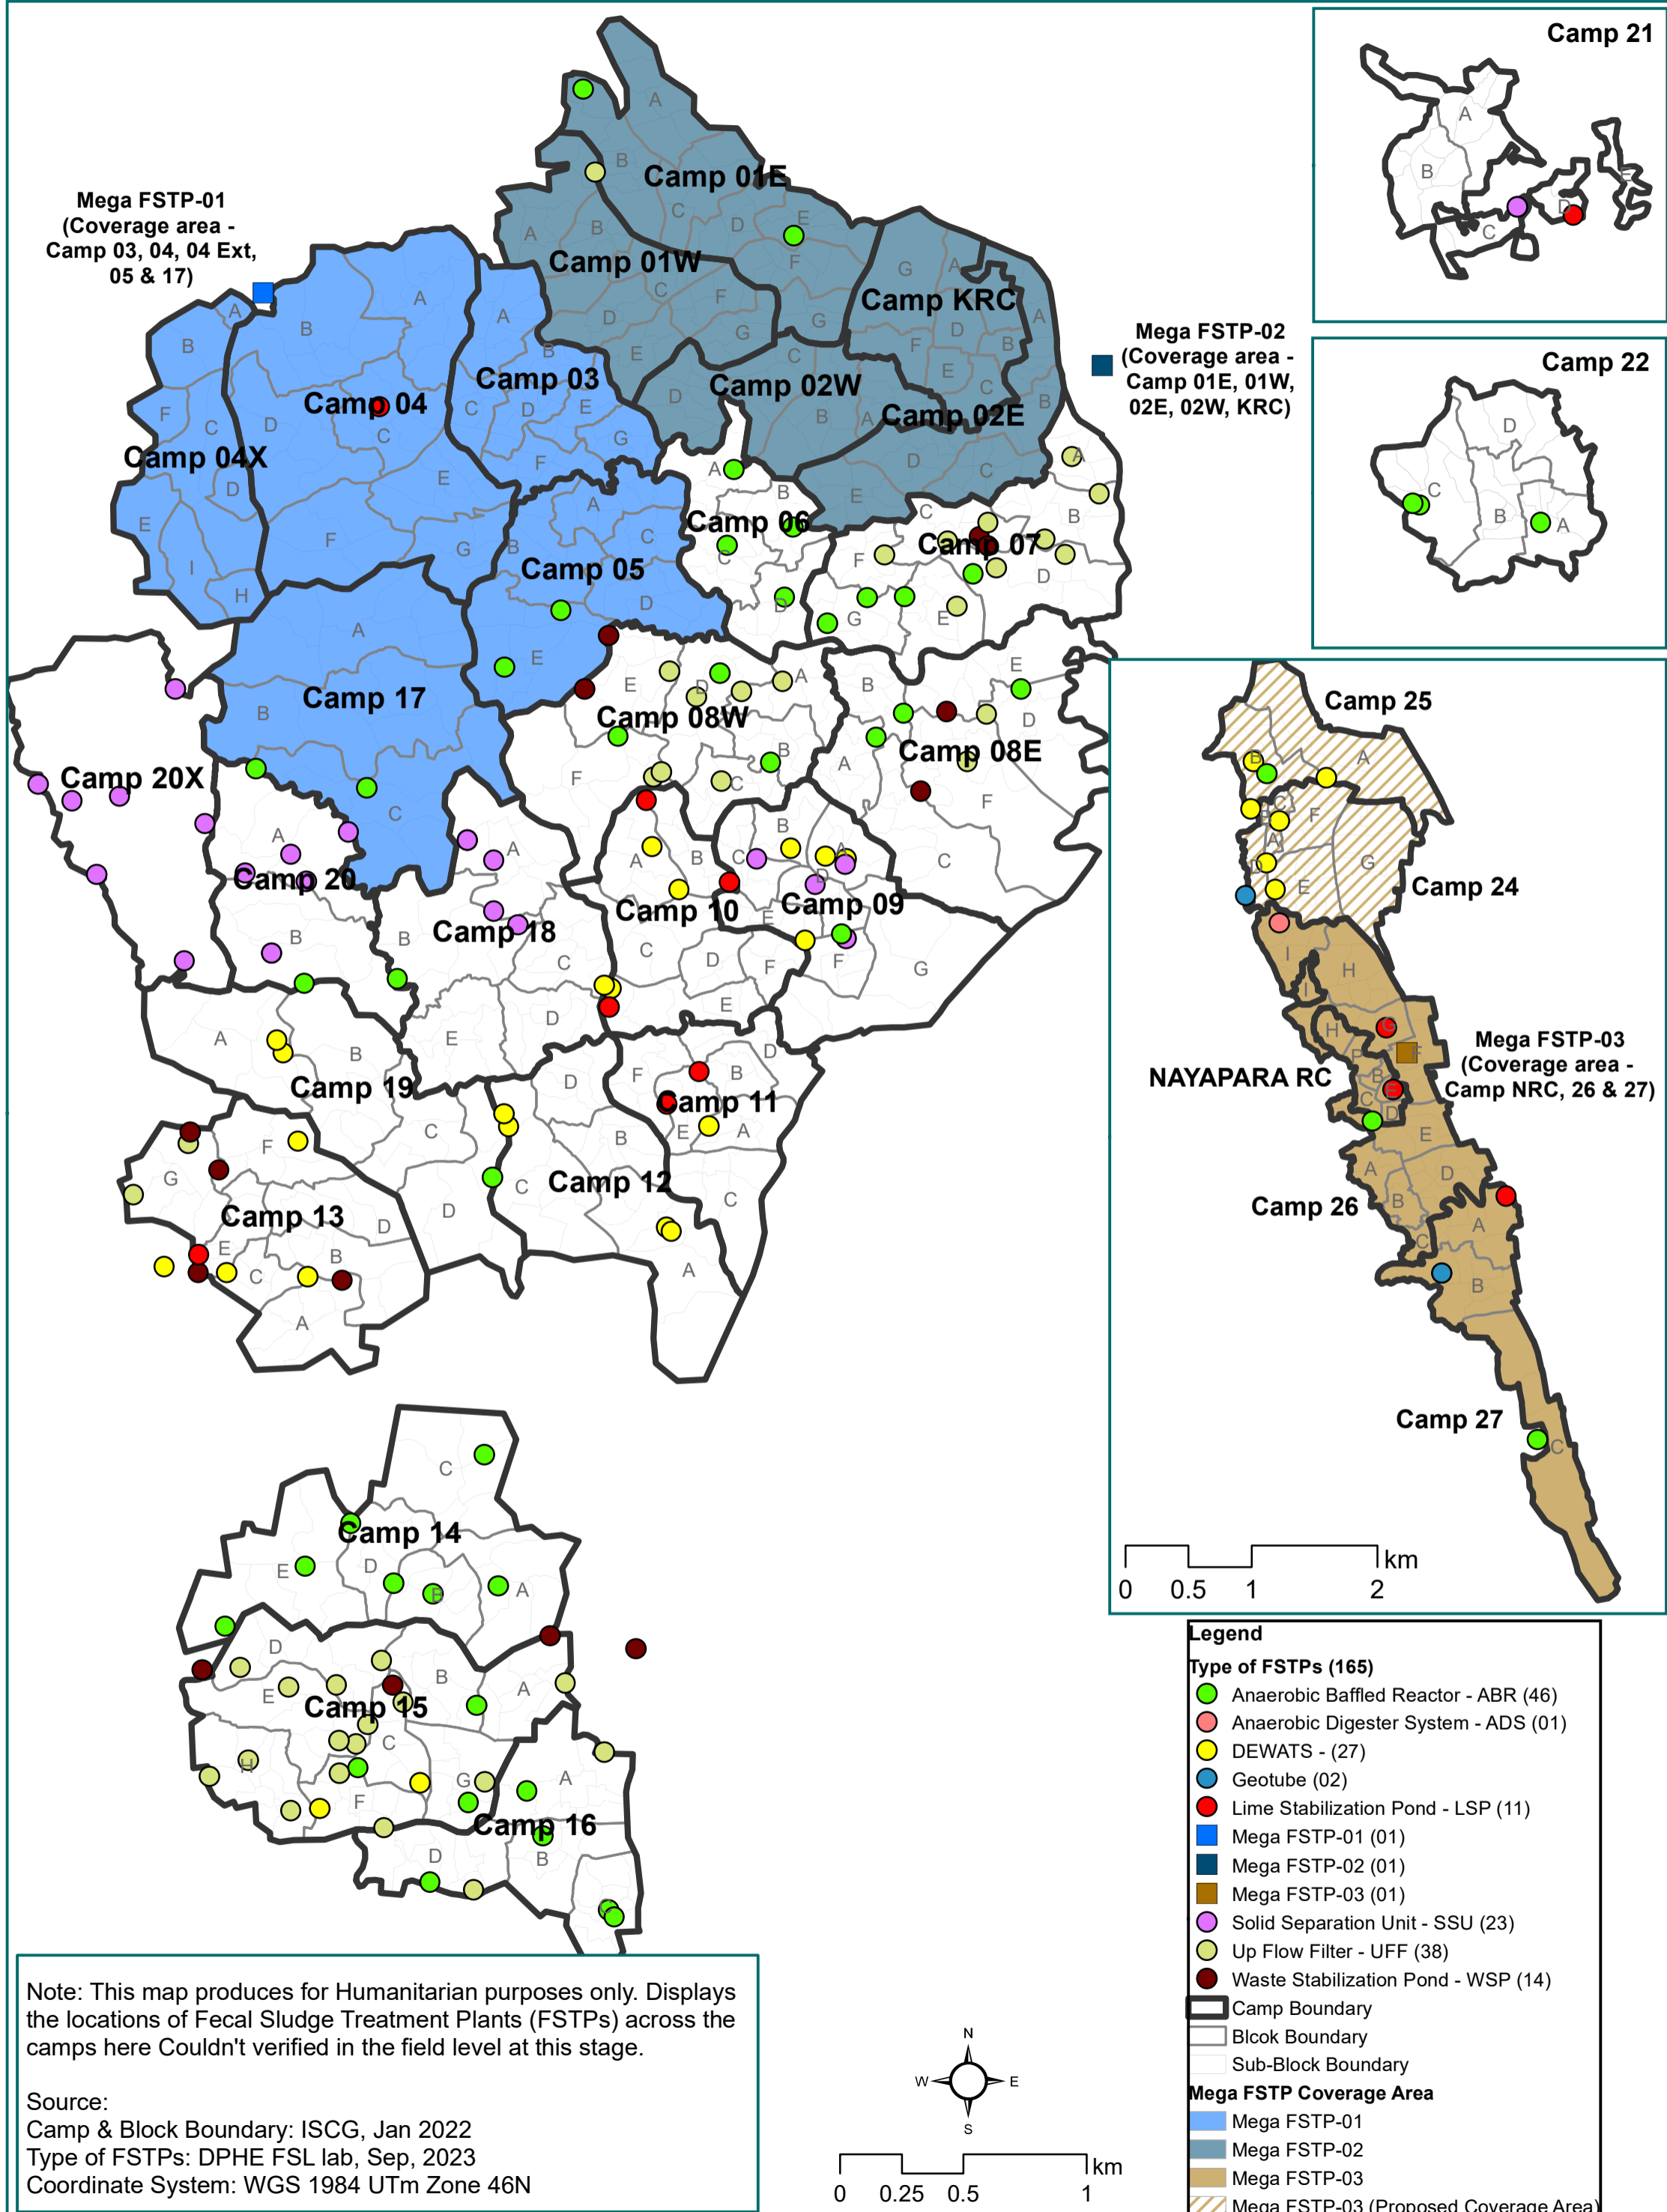 Camp 21
A
B
C
D
E
Camp 22
D
C
B
A
Mega FSTP-01
(Coverage area -
Camp 03, 04, 04 Ext,
05 & 17)
Mega FSTP-02
(Coverage area -
Camp 01E, 01W,
02E, 02W, KRC)
Camp 01E
A
B
C
D
E
F
G
Camp 01W
A
B
C
D
E
F
G
Camp KRC
G
A
D
F
B
E
C
Camp 02W
C
D
B
A
Camp 02E
A
B
D
C
E
Camp 03
A
B
C
D
E
F
G
Camp 04
A
B
D
C
E
F
G
Camp 04X
A
B
F
C
D
E
I
H
Camp 05
A
B
C
D
E
Camp 06
A
B
C
D
Camp 07
A
B
C
F
D
G
E
Camp 17
A
B
C
Camp 08W
E
D
A
B
C
F
Camp 08E
E
B
D
A
F
C
G
Camp 20X
Camp 20
A
B
Camp 18
A
B
C
D
E
Camp 10
A
B
C
D
F
E
Camp 09
B
C
A
D
E
F
Camp 19
A
B
C
D
Camp 11
D
F
B
E
A
C
Camp 12
D
B
C
A
Camp 13
F
G
D
E
B
C
A
Camp 14
C
E
D
B
A
Camp 15
D
E
B
A
C
H
G
F
Camp 16
A
D
B
C
Camp 25
B
A
Camp 24
C
F
B
A
D
E
G
I
H
I
G
H
F
Mega FSTP-03
(Coverage area -
Camp NRC, 26 & 27)
NAYAPARA RC
P
B
E
C
D
E
Camp 26
A
D
B
C
A
B
Camp 27
C
km
0 0.5 1 2
Legend
Type of FSTPs (165)
Anaerobic Baffled Reactor - ABR (46)
Anaerobic Digester System - ADS (01)
DEWATS - (27)
Geotube (02)
Lime Stabilization Pond - LSP (11)
Mega FSTP-01 (01)
Mega FSTP-02 (01)
Mega FSTP-03 (01)
Solid Separation Unit - SSU (23)
Up Flow Filter - UFF (38)
Waste Stabilization Pond - WSP (14)
Camp Boundary
Blcok Boundary
Sub-Block Boundary
Mega FSTP Coverage Area
Mega FSTP-01
Mega FSTP-02
Mega FSTP-03
Mega FSTP-03 (Proposed Coverage Area)
Note: This map produces for Humanitarian purposes only. Displays
the locations of Fecal Sludge Treatment Plants (FSTPs) across the
camps here Couldn't verified in the field level at this stage.
Source:
Camp & Block Boundary: ISCG, Jan 2022
Type of FSTPs: DPHE FSL lab, Sep, 2023
Coordinate System: WGS 1984 UTm Zone 46N
N
W E
S
km
0 0.25 0.5 1